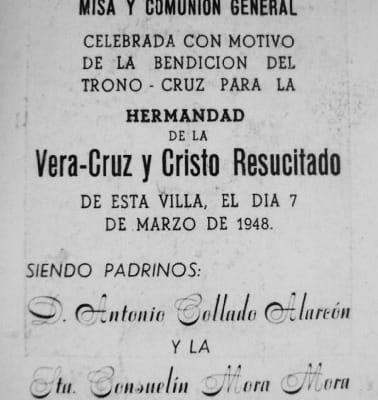 MISA Y COMUNION GENERAL
CELEBRADA CON MOTIVO
DE LA BENDICION DEL
TRONO - CRUZ PARA LA
HERMANDAD
DE LA
Vera-Cruz y Cristo Resucitado
DE ESTA VILLA, EL DIA 7
DE MARZO DE 1948.
SIENDO PADRINOS:
D. Antonio Collado Alarcón
Y LA
Sta. Consuelín Mora Mora